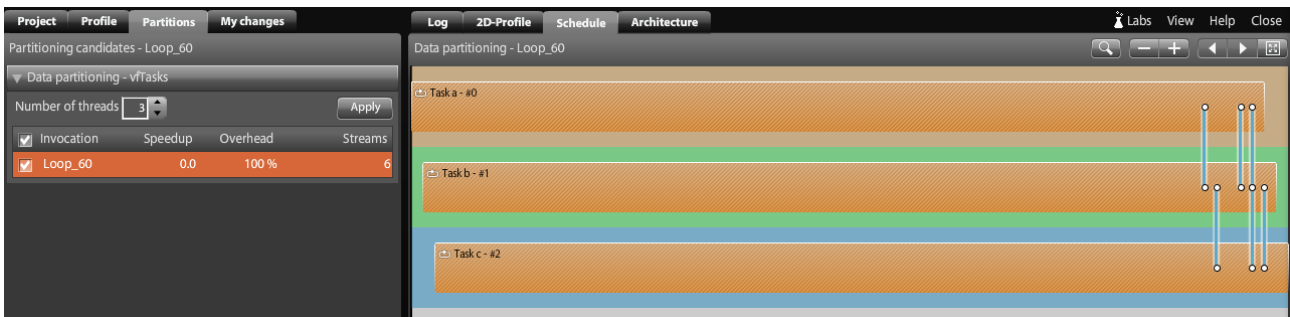 Project Profile Partitions My changes
Partitioning candidates - Loop_60
Data partitioning - vfTasks
Number of threads 3 Apply
Invocation Speedup Overhead Streams
Loop_60 0.0 100 % 6
Log 2D-Profile Schedule Architecture Labs View Help Close
Data partitioning - Loop_60
Task a - #0
Task b - #1
Task c - #2